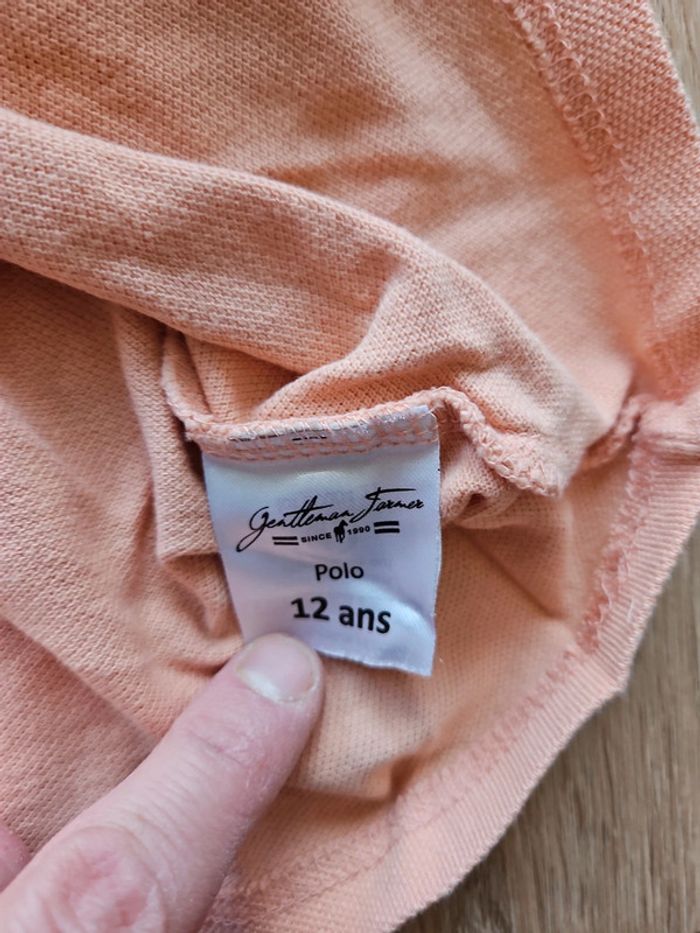 Gentleman Farmer
SINCE 1990
Polo
12 ans